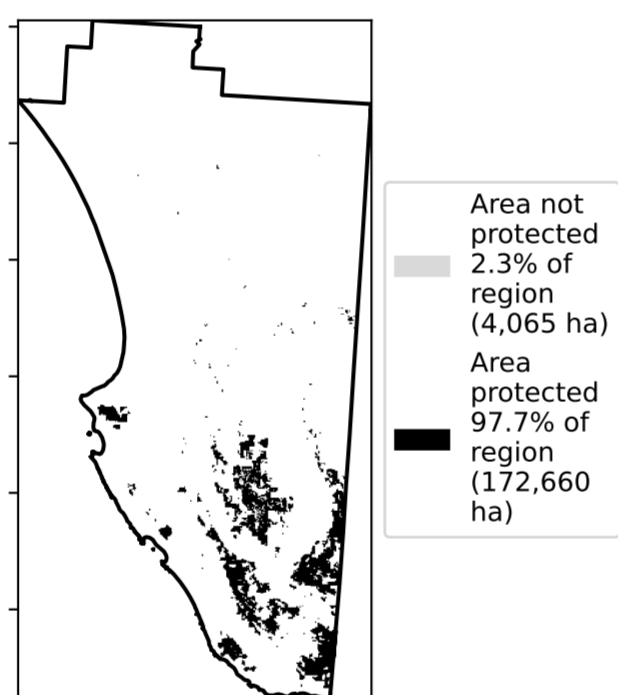 Area not
protected
2.3% of
region
(4,065 ha)
Area
protected
97.7% of
region
(172,660
ha)